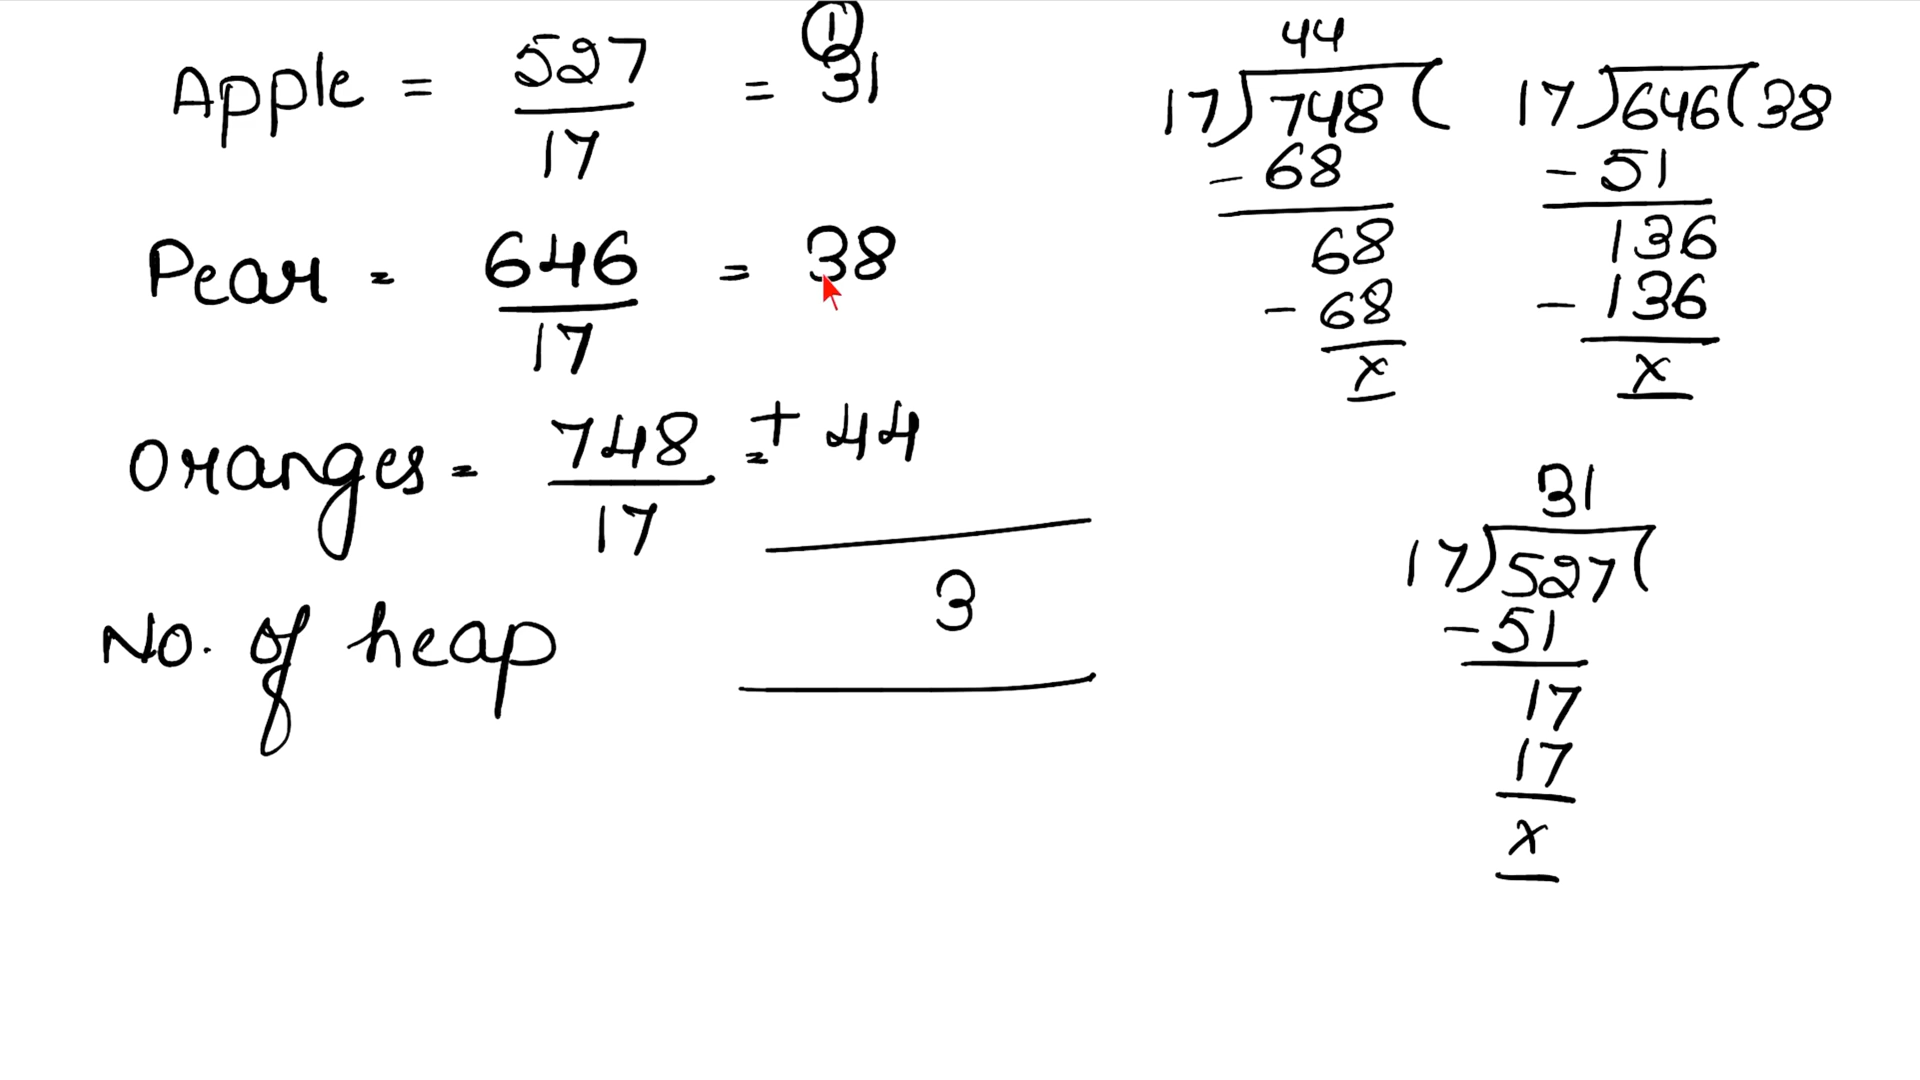 Apple = 527/17 = 31
1
Pear = 646/17 = 38
Oranges = 748/17 = + 44
No. of heap 3
44
17)748(
- 68
68
- 68
x
17)646(38
- 51
136
- 136
x
31
17)527(
- 51
17
17
x